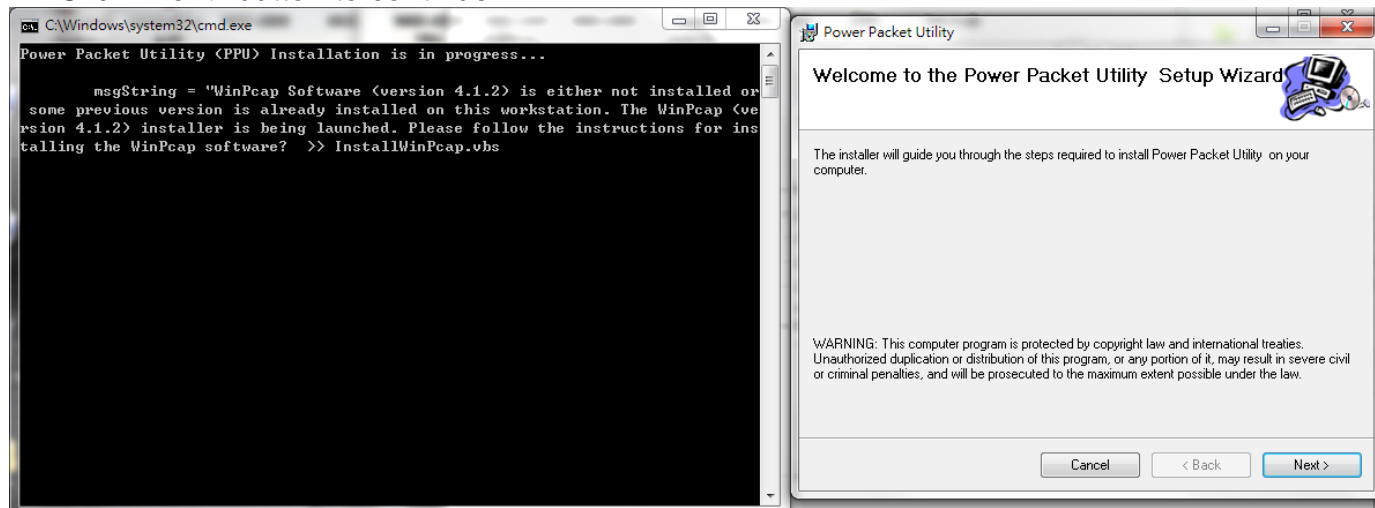 C:\Windows\system32\cmd.exe
Power Packet Utility (PPU) Installation is in progress...
msgString = "WinPcap Software (version 4.1.2) is either not installed or
some previous version is already installed on this workstation. The WinPcap (ve
rsion 4.1.2) installer is being launched. Please follow the instructions for ins
talling the WinPcap software? >> InstallWinPcap.vbs
Power Packet Utility
Welcome to the Power Packet Utility Setup Wizard
The installer will guide you through the steps required to install Power Packet Utility on your
computer.
WARNING: This computer program is protected by copyright law and international treaties.
Unauthorized duplication or distribution of this program, or any portion of it, may result in severe civil
or criminal penalties, and will be prosecuted to the maximum extent possible under the law.
Cancel
< Back
Next >